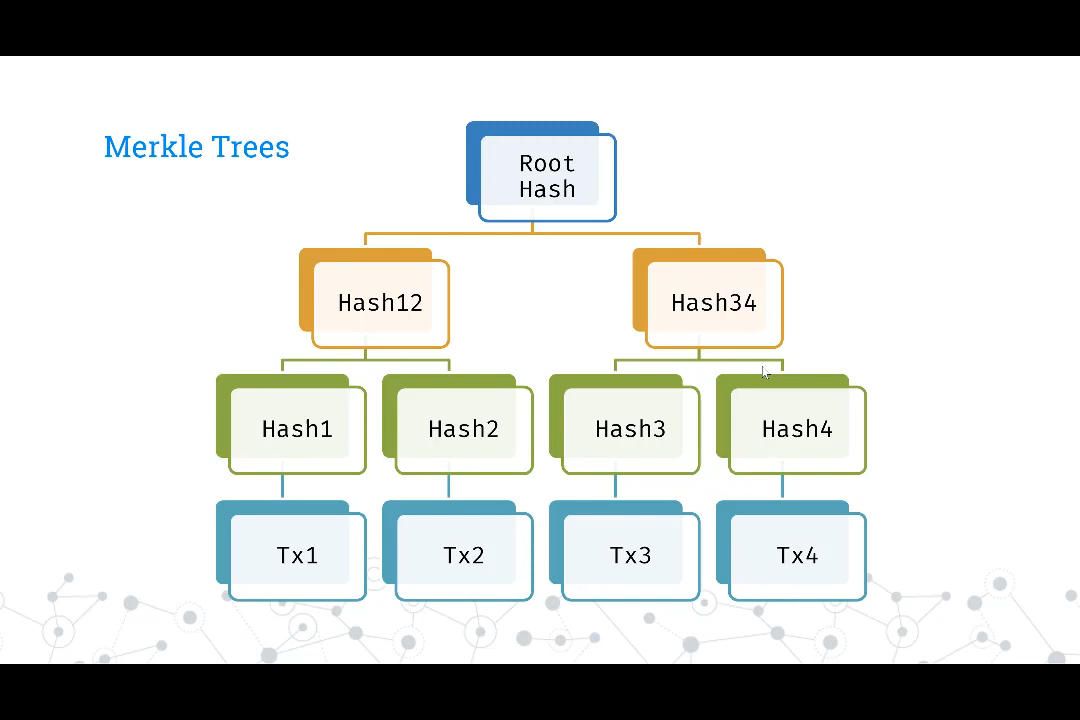 Merkle Trees
Root
Hash
Hash12
Hash34
Hash1
Hash2
Hash3
Hash4
Tx1
Tx2
Tx3
Tx4